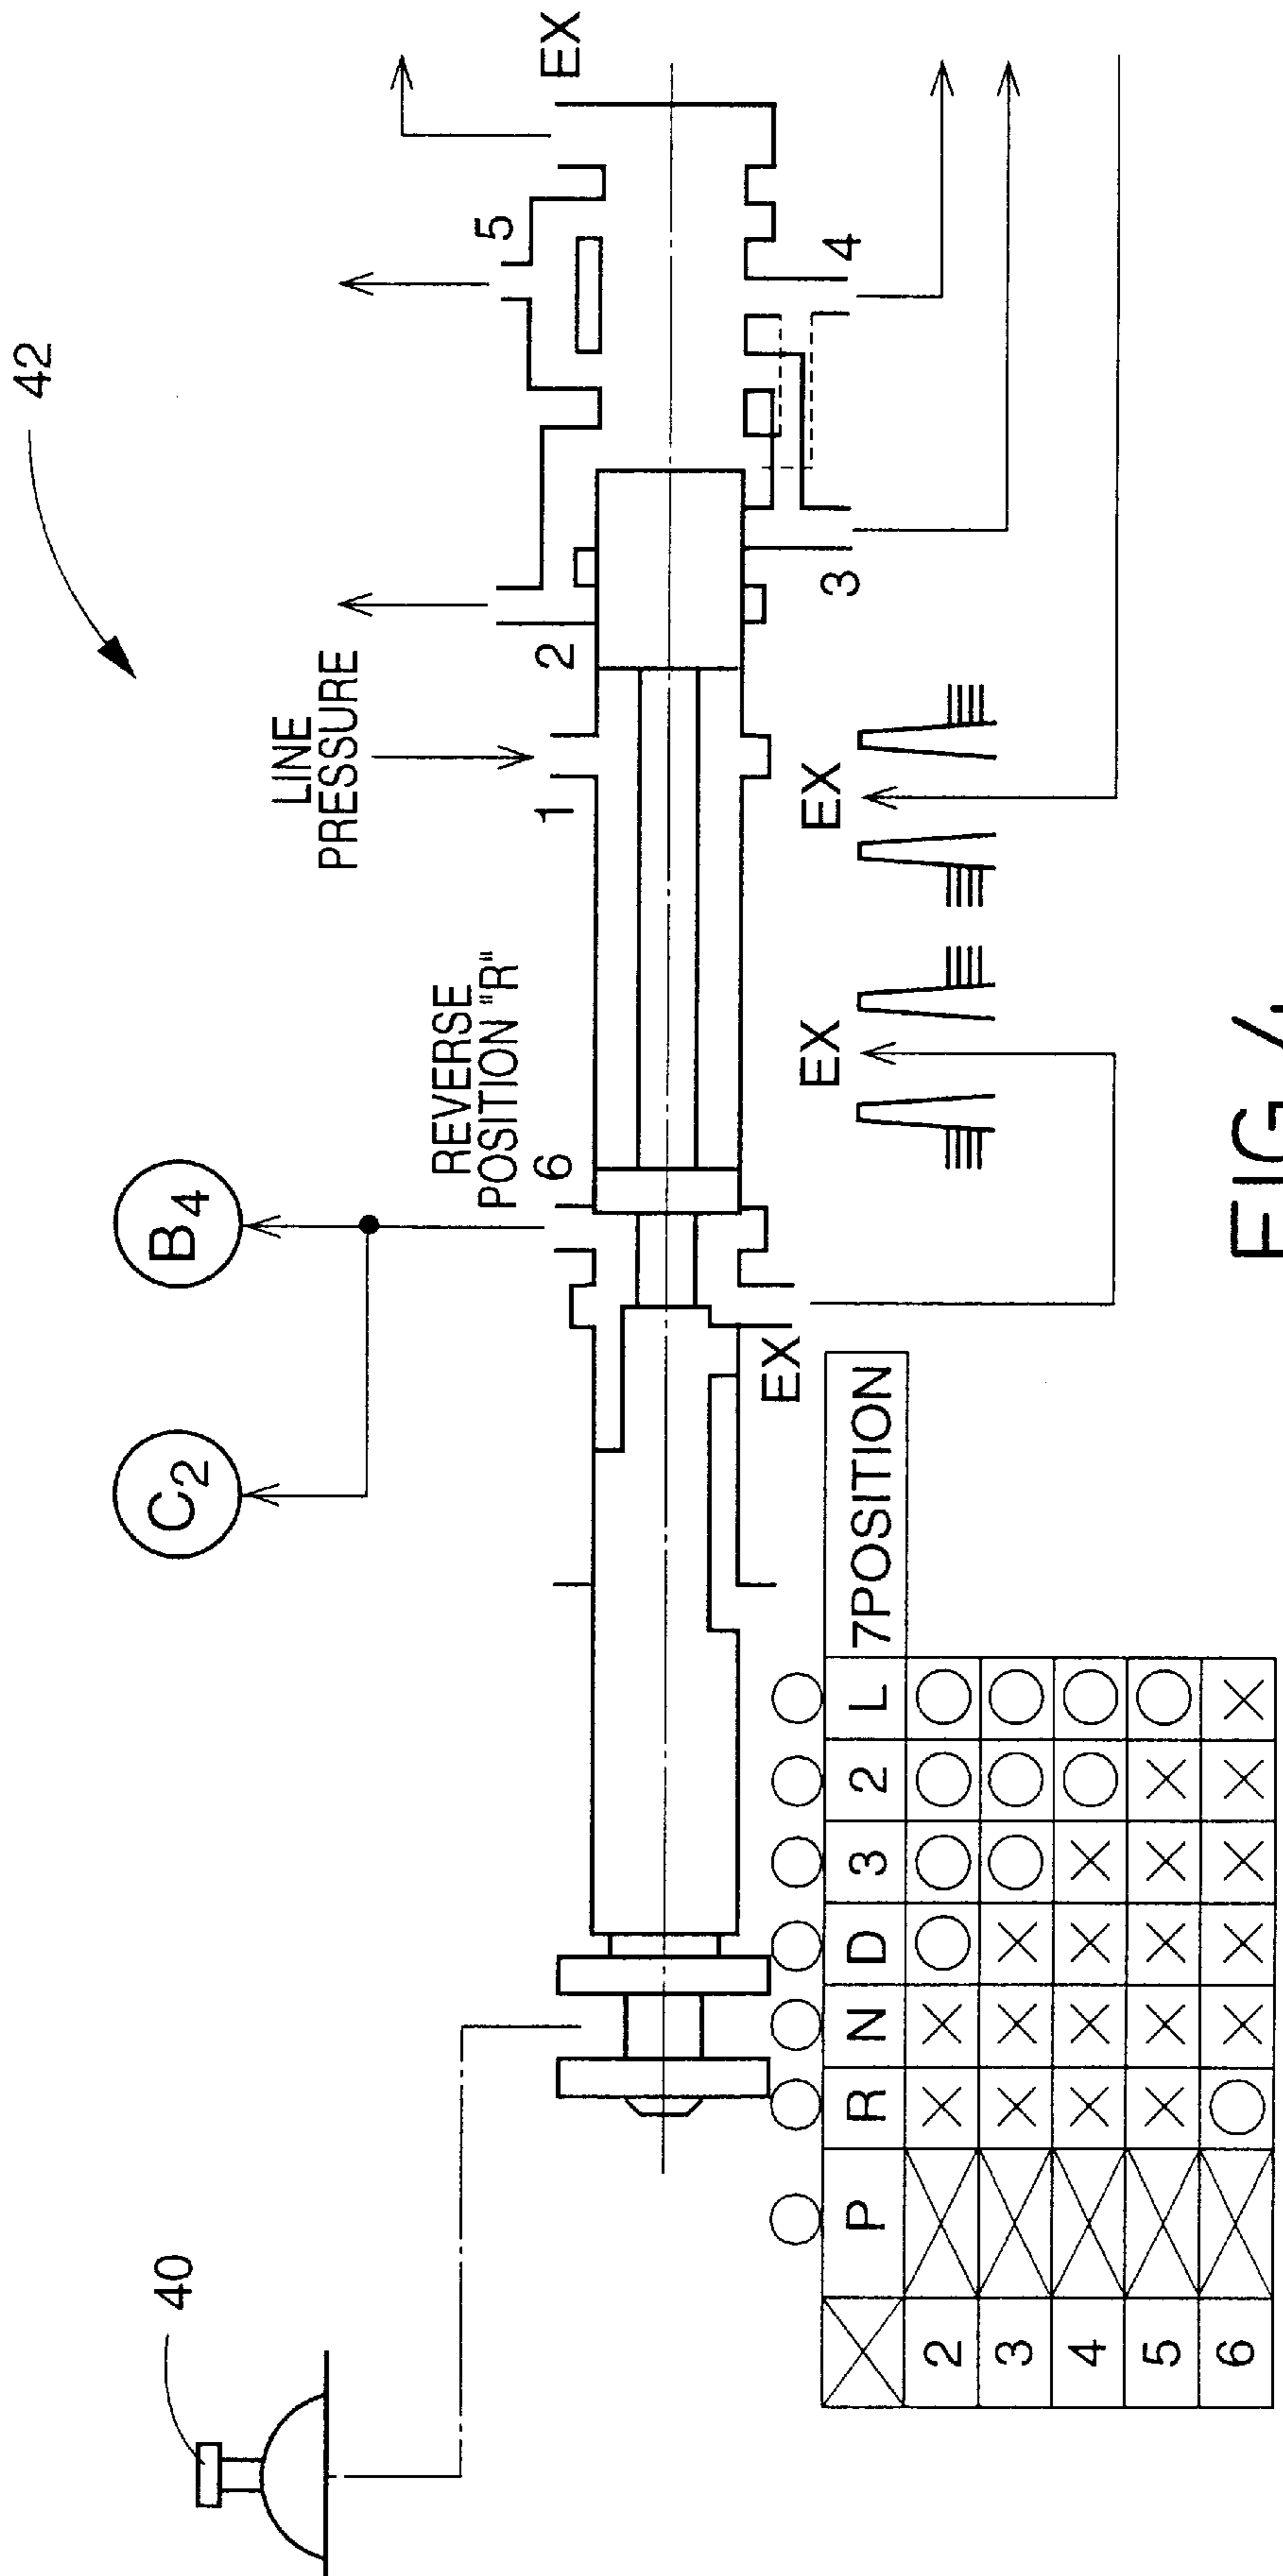 42
40
C2
B4
LINE
PRESSURE
REVERSE
POSITION "R"
EX
5
6
1
2
EX
3
4
EX
EX
P R N D 3 2 L 7POSITION
2 × × ○ ○ ○ ○
3 × × × ○ ○ ○
4 × × × × ○ ○
5 × × × × × ○
6 ○ × × × × ×
FIG.